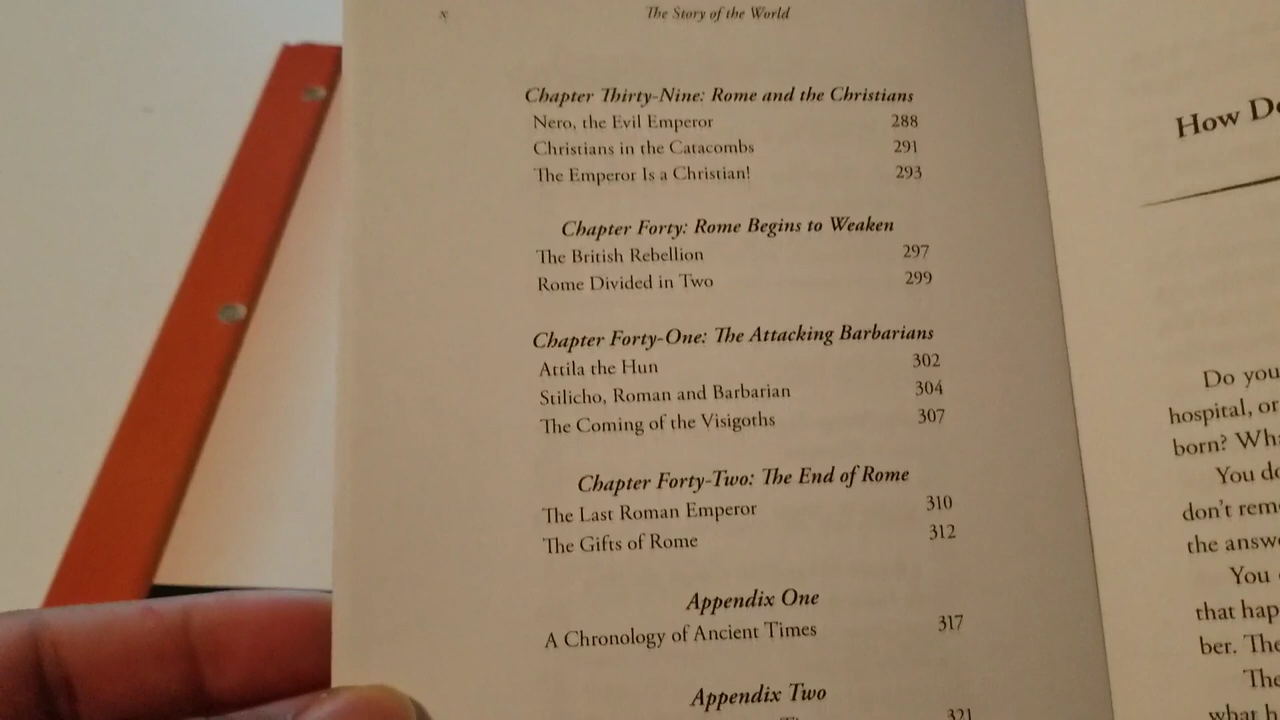 x
The Story of the World
Chapter Thirty-Nine: Rome and the Christians
Nero, the Evil Emperor 288
Christians in the Catacombs 291
The Emperor Is a Christian! 293
Chapter Forty: Rome Begins to Weaken
The British Rebellion 297
Rome Divided in Two 299
Chapter Forty-One: The Attacking Barbarians
Attila the Hun 302
Stilicho, Roman and Barbarian 304
The Coming of the Visigoths 307
Chapter Forty-Two: The End of Rome
The Last Roman Emperor 310
The Gifts of Rome 312
Appendix One
A Chronology of Ancient Times 317
Appendix Two
321
How
Do you
hospital, or
born?
You
don't
the
You
that
ber. The
what